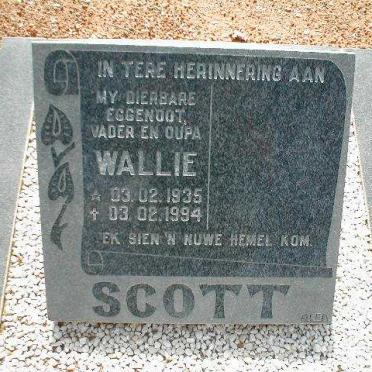 IN TERE HERINNERING AAN
MY DIERBARE
EGGENOOT,
VADER EN OUPA
WALLIE
☆ 03.02.1935
✝ 03.02.1994
"EK SIEN 'N NUWE HEMEL KOM."
SCOTT